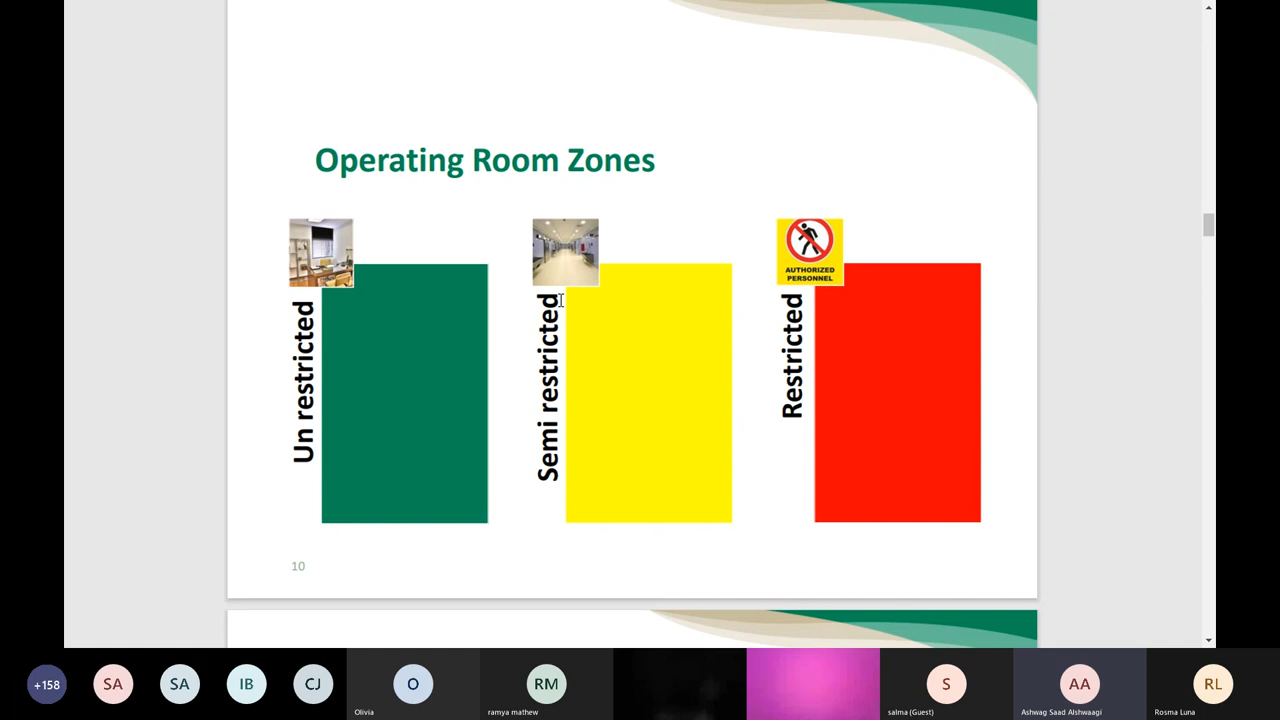 Operating Room Zones
Un restricted
Semi restricted
AUTHORIZED
PERSONNEL
Restricted
10
+158
SA
SA
IB
CJ
O
Olivia
RM
ramya mathew
S
salma (Guest)
AA
Ashwag Saad Alshwaagi
RL
Rosma Luna